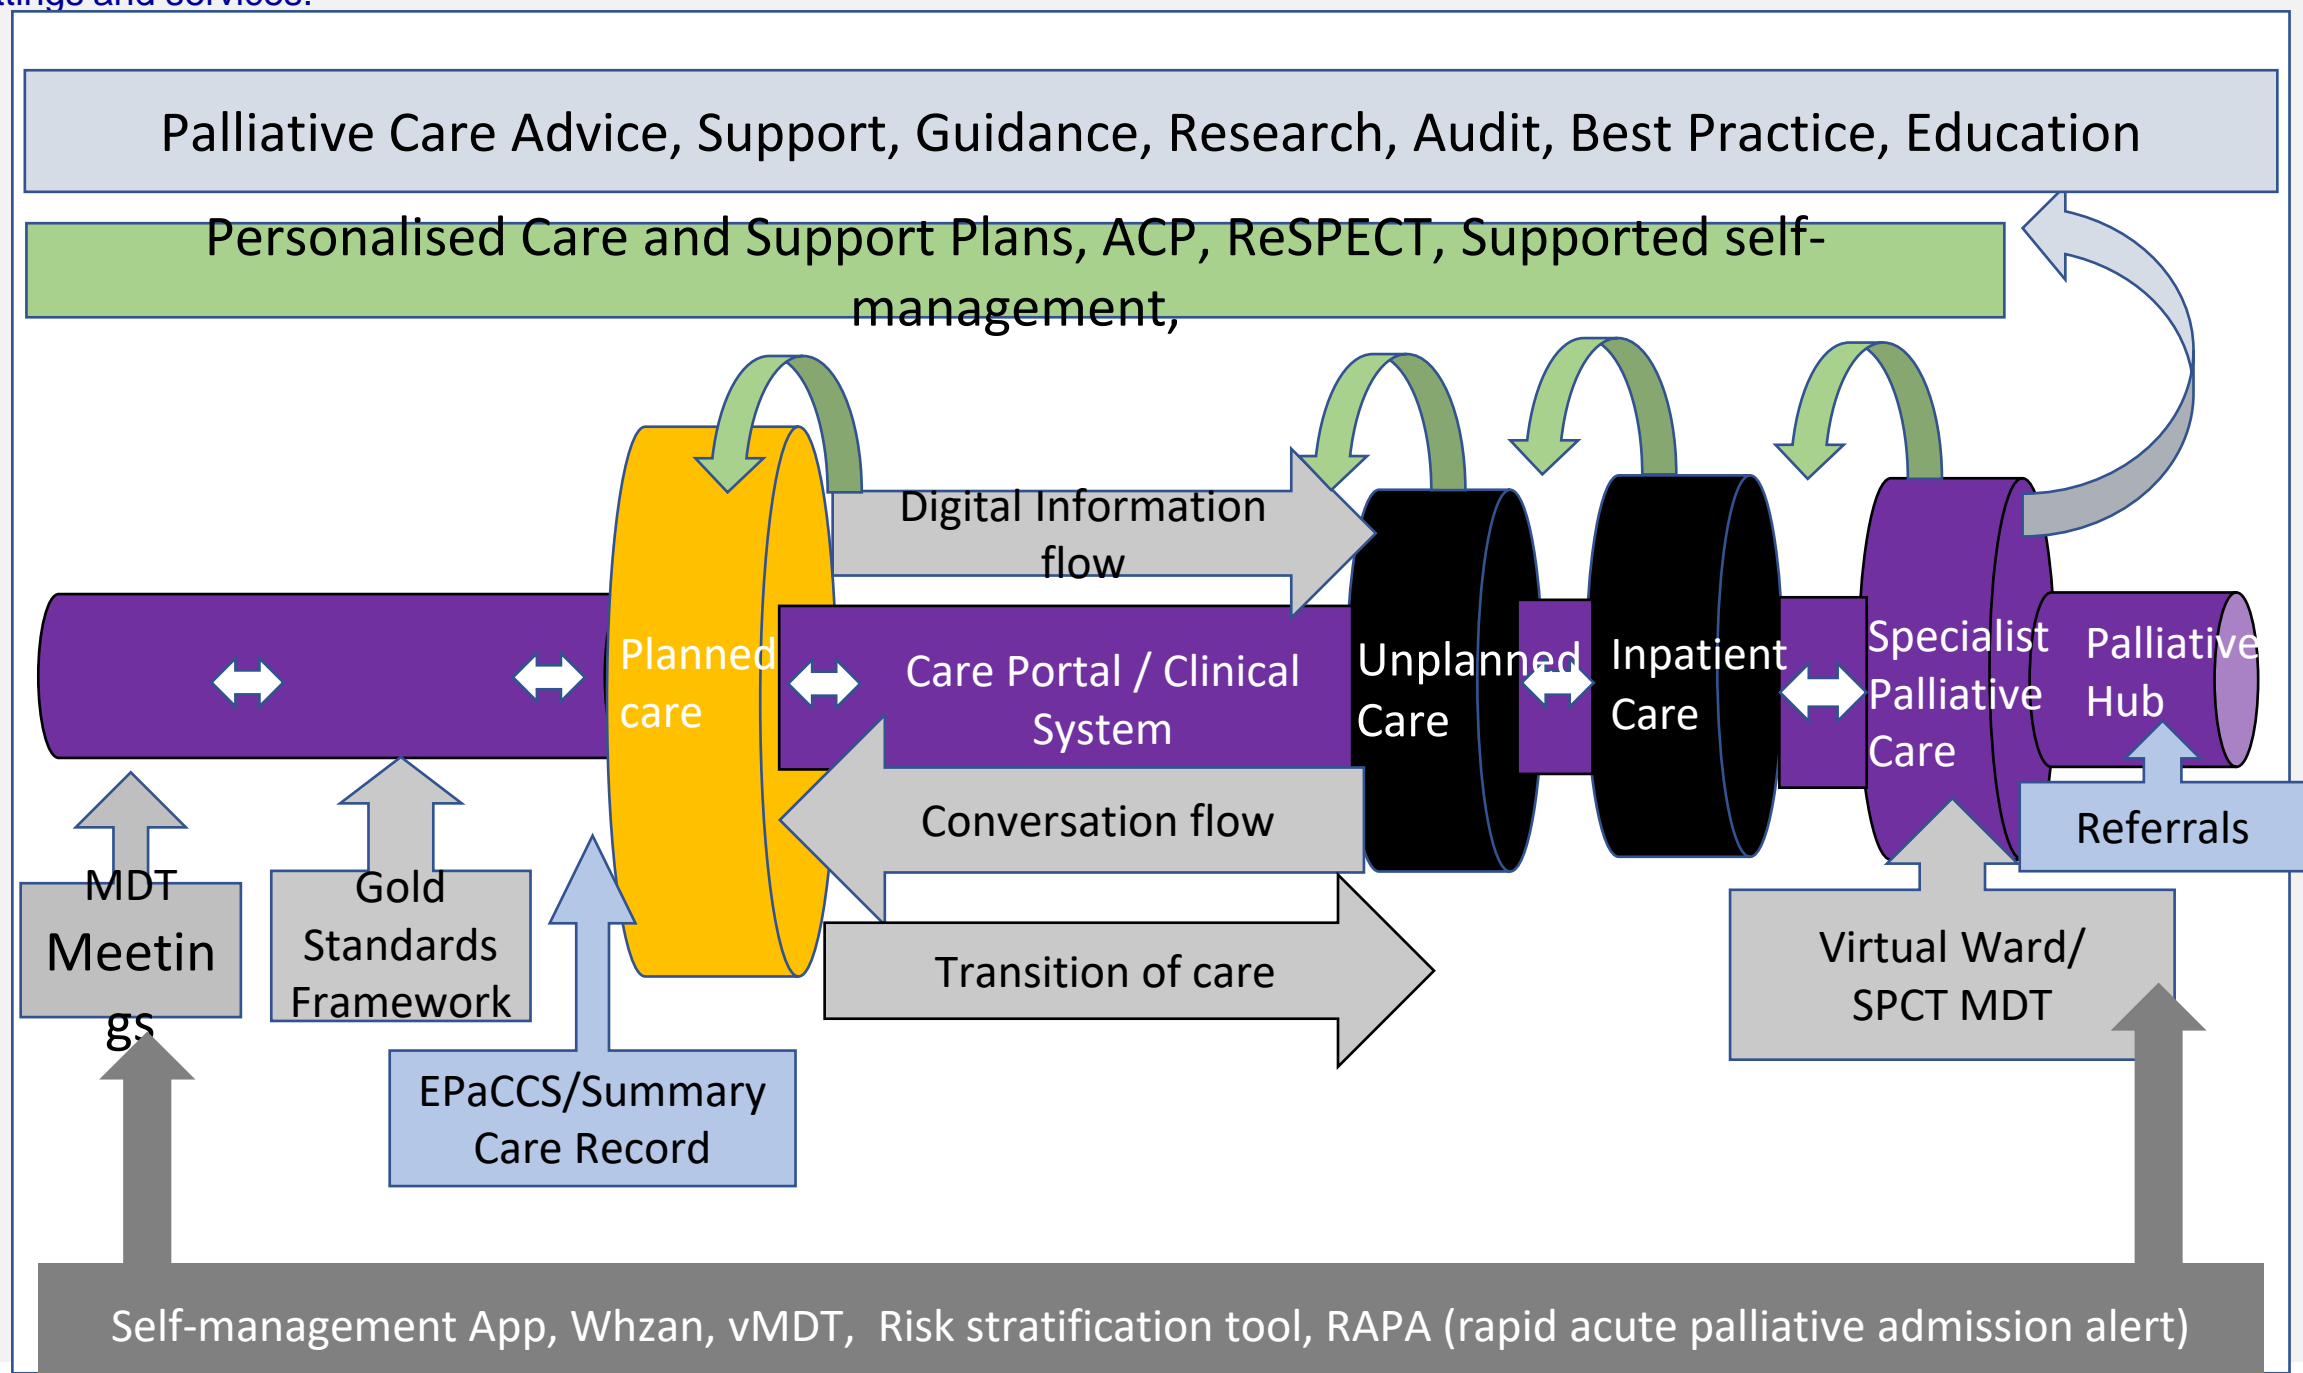 and services.
Palliative Care Advice, Support, Guidance, Research, Audit, Best Practice, Education
Personalised Care and Support Plans, ACP, ReSPECT, Supported self-
management,
Digital Information
flow
Planned
care
Care Portal / Clinical
System
Unplanned
Care
Inpatient
Care
Specialist
Palliative
Care
Palliative
Hub
Conversation flow
Referrals
MDT
Meetin
gs
Gold
Standards
Framework
Transition of care
Virtual Ward/
SPCT MDT
EPaCCS/Summary
Care Record
Self-management App, Whzan, vMDT,  Risk stratification tool, RAPA (rapid acute palliative admission alert)